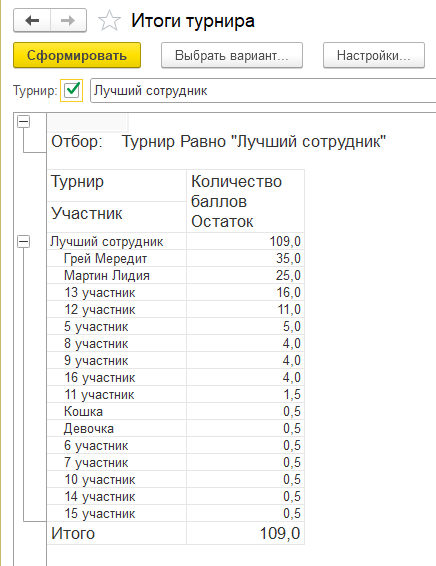 Итоги турнира
Сформировать Выбрать вариант... Настройки...
Турнир: Лучший сотрудник
Отбор: Турнир Равно "Лучший сотрудник"
Турнир Количество
баллов
Участник Остаток
Лучший сотрудник 109,0
Грей Мередит 35,0
Мартин Лидия 25,0
13 участник 16,0
12 участник 11,0
5 участник 5,0
8 участник 4,0
9 участник 4,0
16 участник 4,0
11 участник 1,5
Кошка 0,5
Девочка 0,5
6 участник 0,5
7 участник 0,5
10 участник 0,5
14 участник 0,5
15 участник 0,5
Итого 109,0